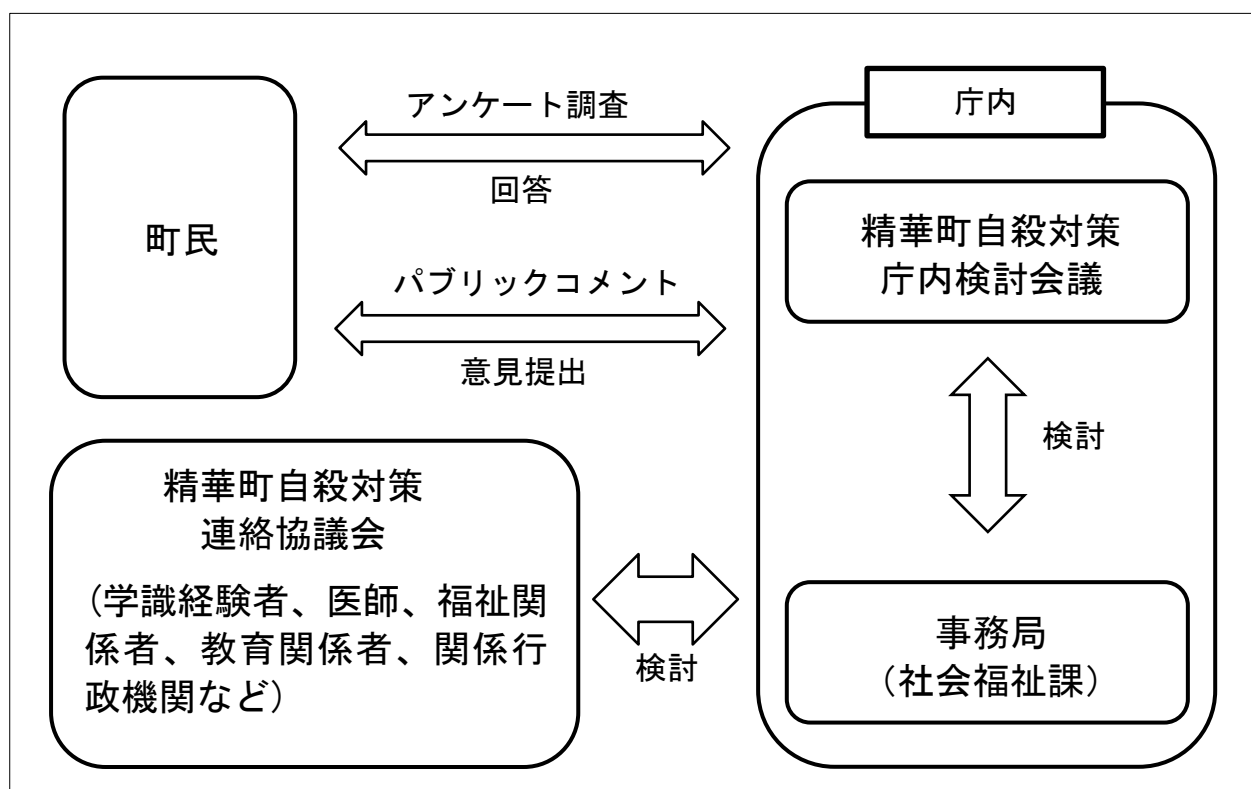 町民
アンケート調査
回答
パブリックコメント
意見提出
庁内
精華町自殺対策
庁内検討会議
検討
事務局
（社会福祉課）
精華町自殺対策
連絡協議会
（学識経験者、医師、福祉関
係者、教育関係者、関係行
政機関など）
検討